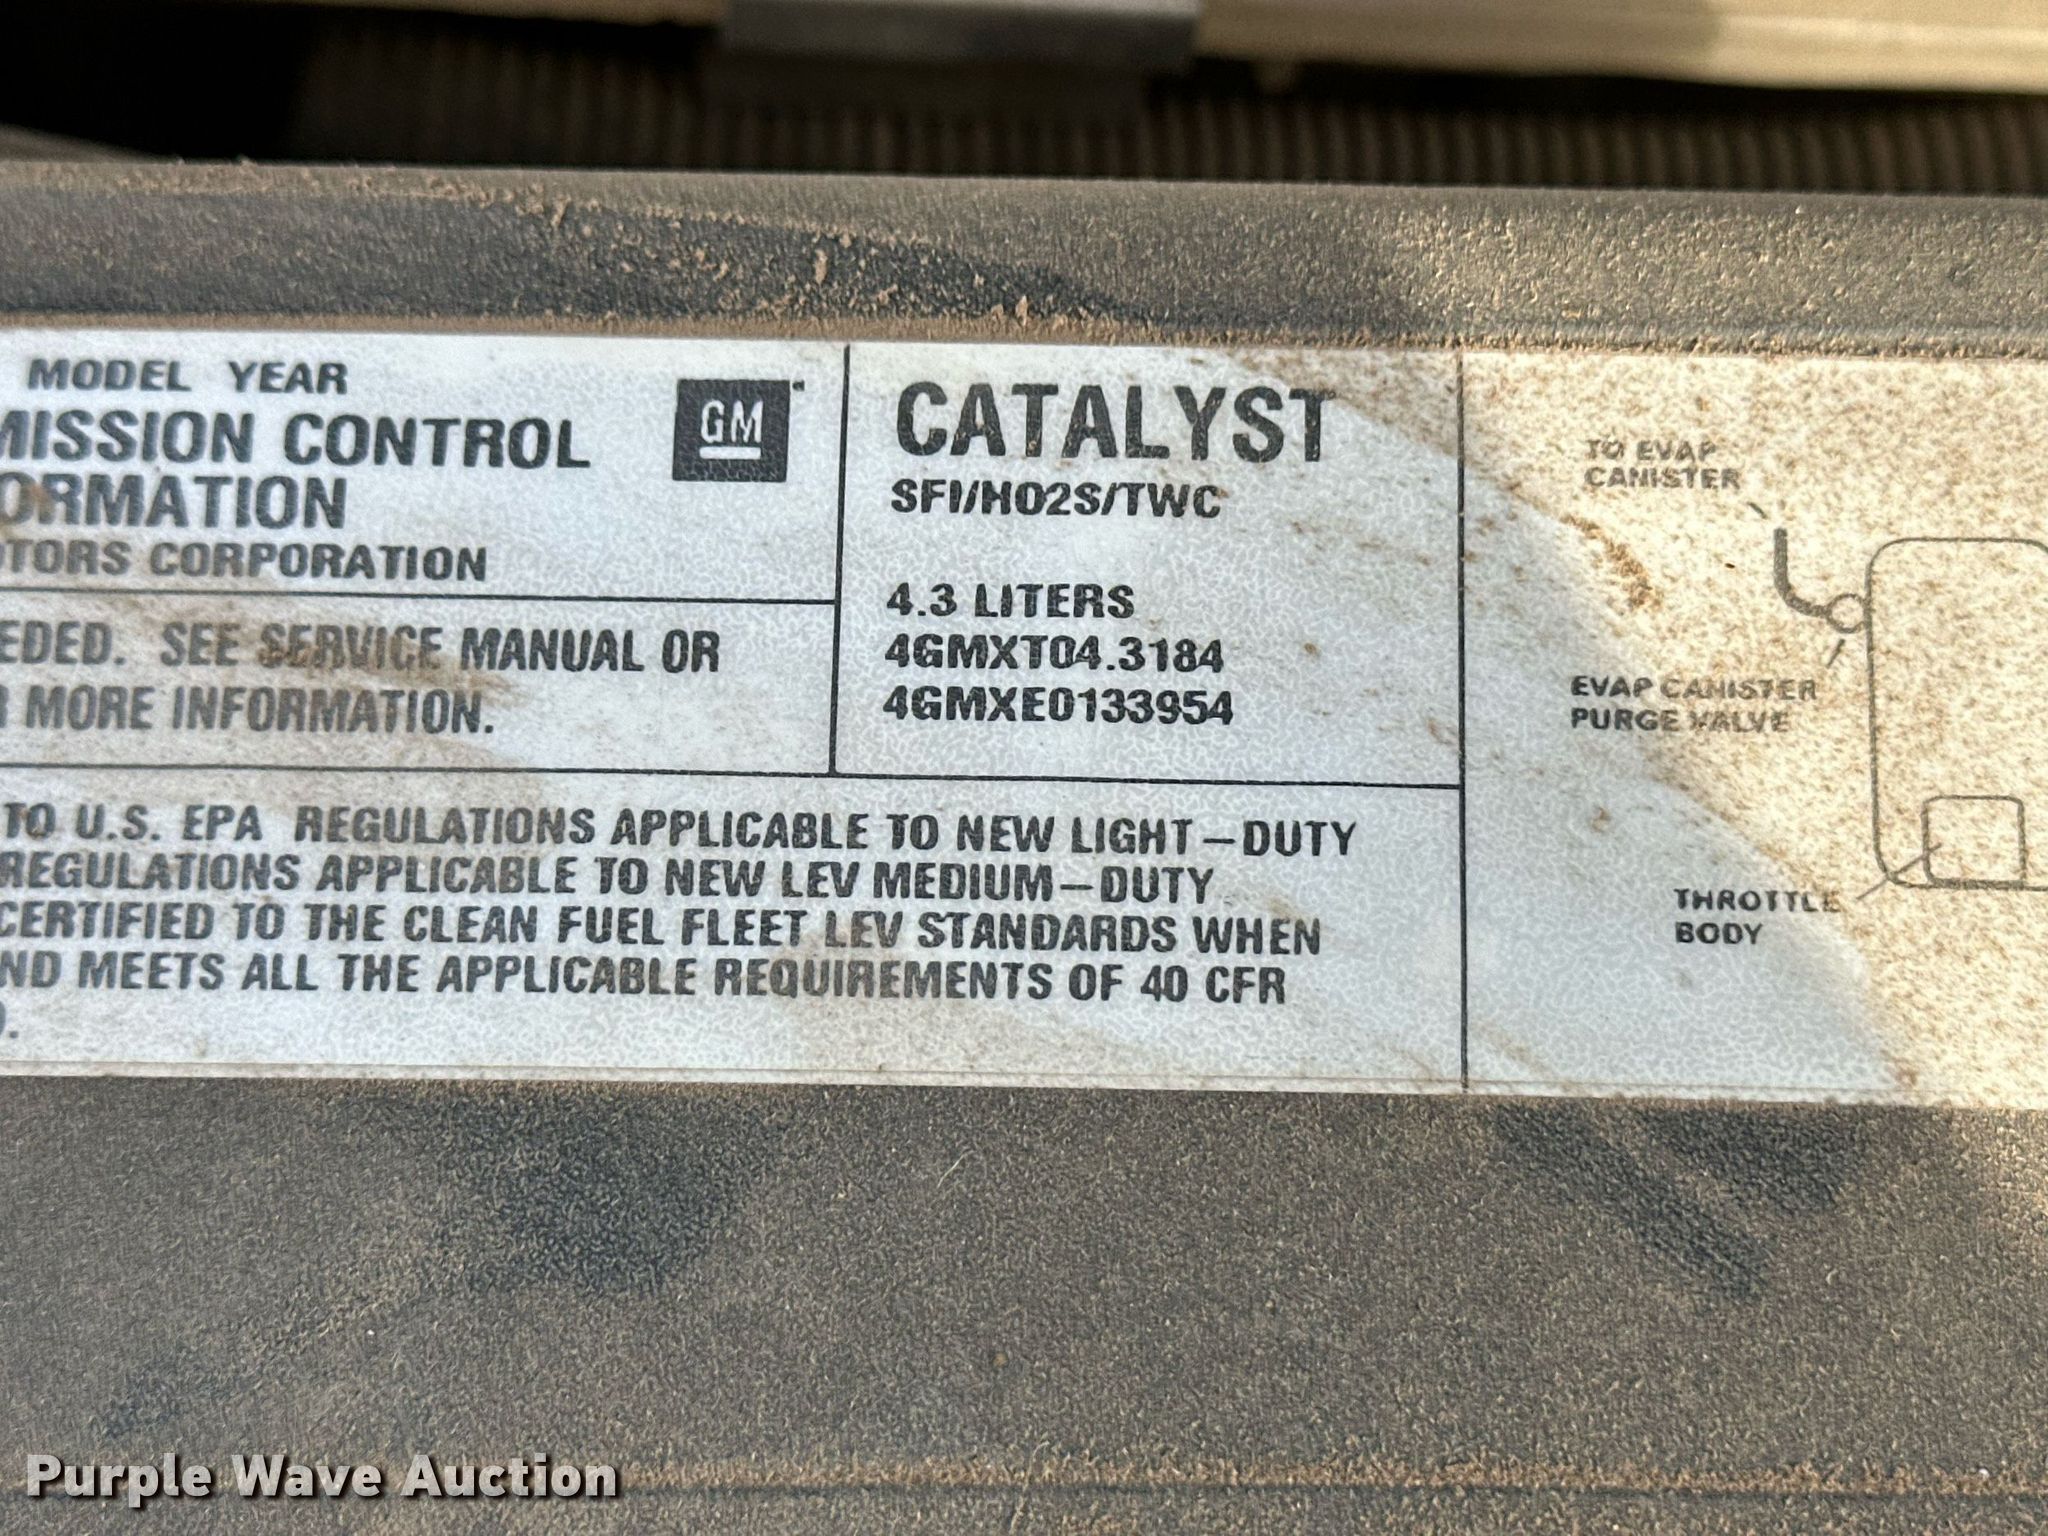 MODEL YEAR
MISSION CONTROL
ORMATION
OTORS CORPORATION
GM
EDED. SEE SERVICE MANUAL OR
R MORE INFORMATION.
CATALYST
SFI/HO2S/TWC
4.3 LITERS
4GMXT04.3184
4GMXE0133954
TO U.S. EPA REGULATIONS APPLICABLE TO NEW LIGHT-DUTY
REGULATIONS APPLICABLE TO NEW LEV MEDIUM-DUTY
CERTIFIED TO THE CLEAN FUEL FLEET LEV STANDARDS WHEN
ND MEETS ALL THE APPLICABLE REQUIREMENTS OF 40 CFR
).
TO EVAP
CANISTER
EVAP CANISTER
PURGE VALVE
THROTTLE
BODY
Purple Wave Auction